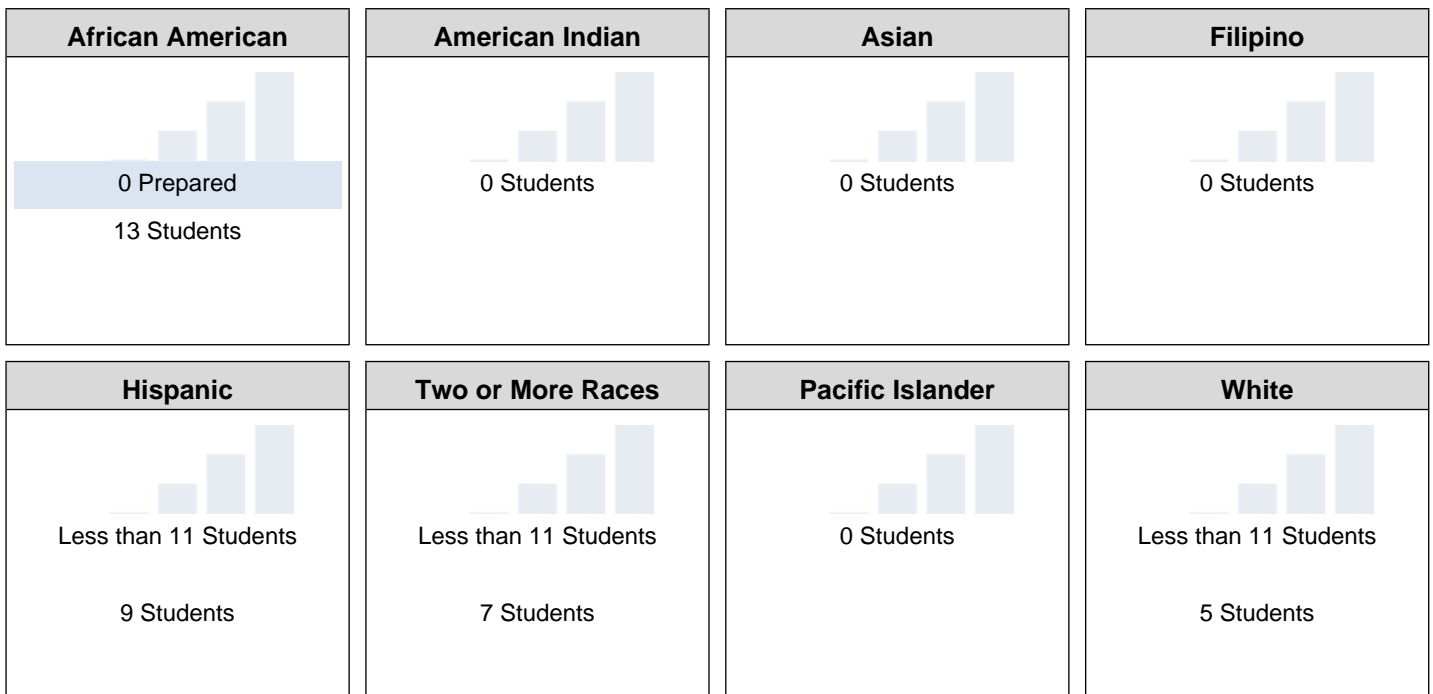 African American
0 Prepared
13 Students
American Indian
0 Students
Asian
0 Students
Filipino
0 Students
Hispanic
Less than 11 Students
9 Students
Two or More Races
Less than 11 Students
7 Students
Pacific Islander
0 Students
White
Less than 11 Students
5 Students